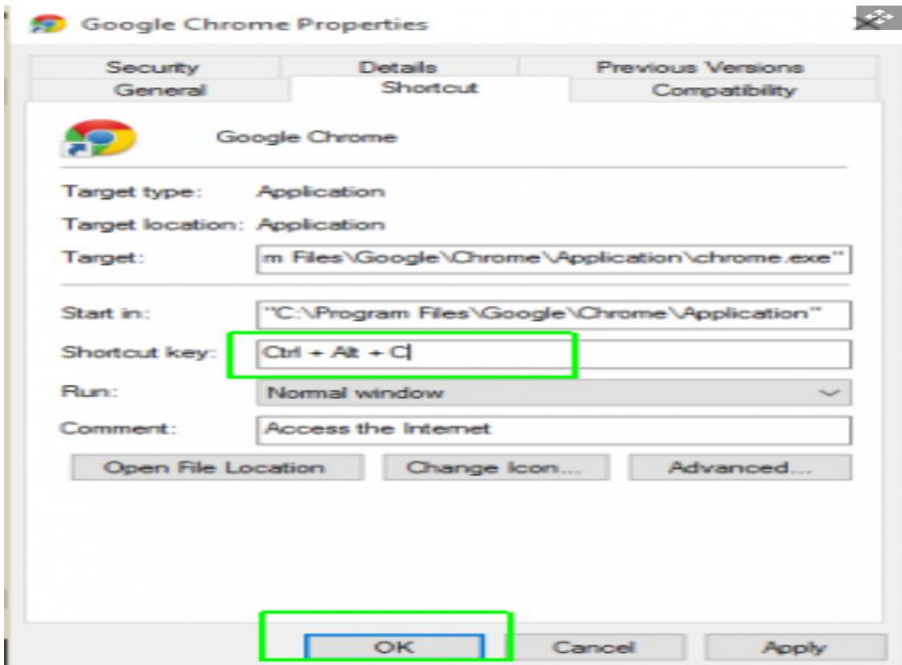 Google Chrome Properties
Security Details Previous Versions
General Shortcut Compatibility
Google Chrome
Target type: Application
Target location: Application
Target: m Files\Google\Chrome\Application\chrome.exe"
Start in: "C:\Program Files\Google\Chrome\Application"
Shortcut key: Ctrl + Alt + C
Run: Normal window
Comment: Access the Internet
Open File Location Change Icon... Advanced...
OK Cancel Apply